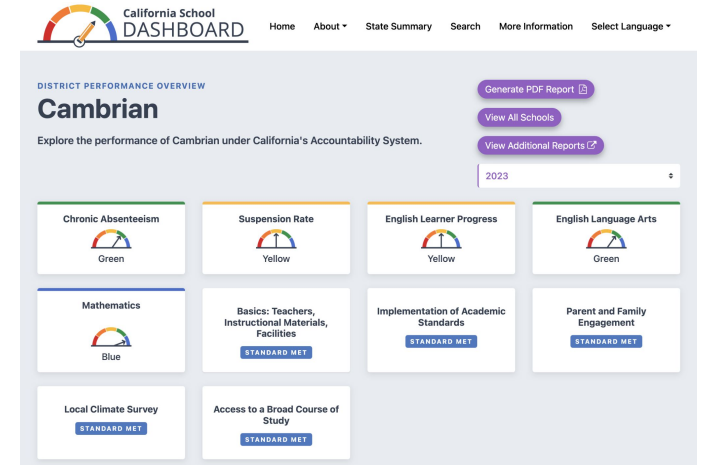 California School
DASHBOARD
Home About State Summary Search More Information Select Language
DISTRICT PERFORMANCE OVERVIEW
Cambrian
Explore the performance of Cambrian under California's Accountability System.
Generate PDF Report
View All Schools
View Additional Reports
2023
Chronic Absenteeism
Green
Suspension Rate
Yellow
English Learner Progress
Yellow
English Language Arts
Green
Mathematics
Blue
Basics: Teachers,
Instructional Materials,
Facilities
STANDARD MET
Implementation of Academic
Standards
STANDARD MET
Parent and Family
Engagement
STANDARD MET
Local Climate Survey
STANDARD MET
Access to a Broad Course of
Study
STANDARD MET